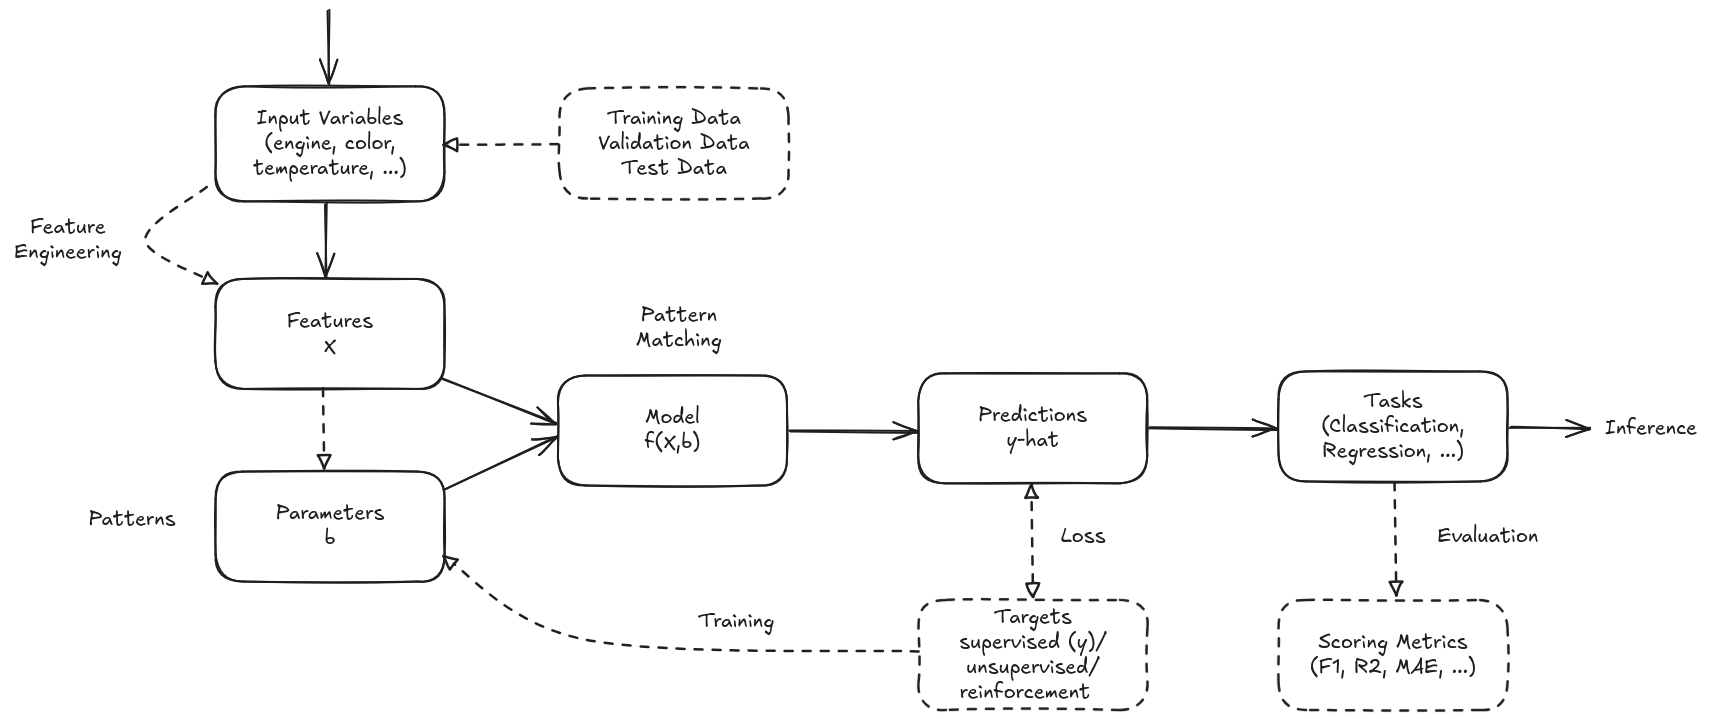 Input Variables
(engine, color,
temperature, ...)
Training Data
Validation Data
Test Data
Feature
Engineering
Features
X
Pattern
Matching
Model
f(X,b)
Predictions
y-hat
Tasks
(Classification,
Regression, ...)
Inference
Patterns
Parameters
b
Loss
Evaluation
Training
Targets
supervised (y)/
unsupervised/
reinforcement
Scoring Metrics
(F1, R2, MAE, ...)